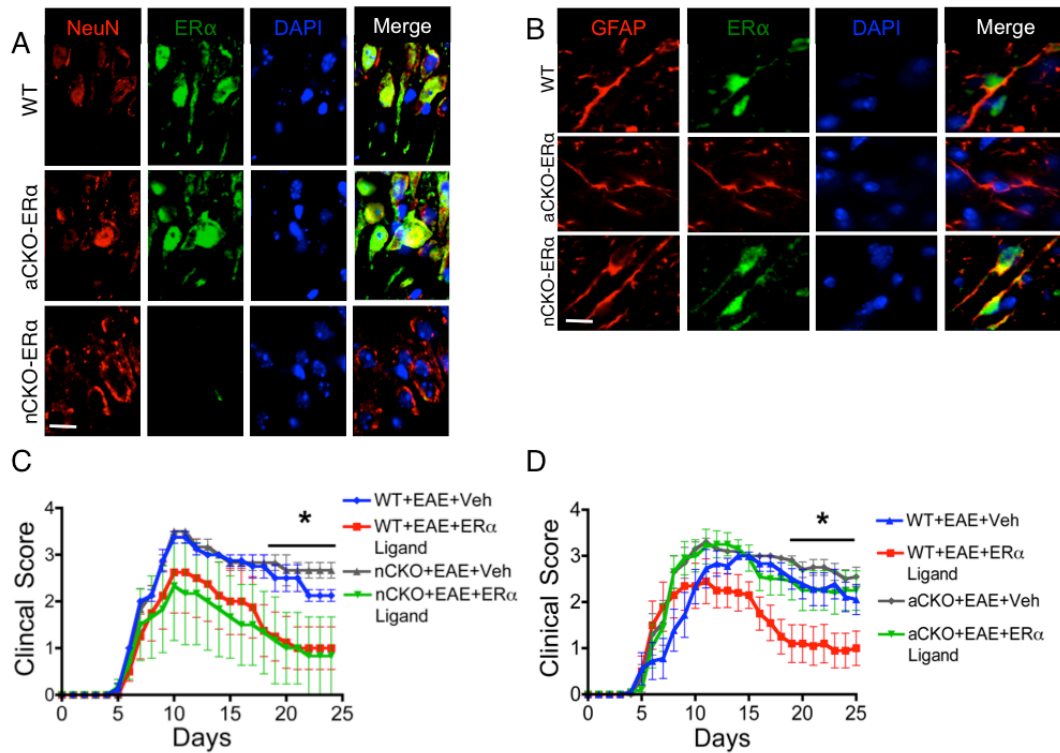 A
NeuN ERα DAPI Merge
WT
aCKO-ERα
nCKO-ERα
B
GFAP ERα DAPI Merge
WT
aCKO-ERα
nCKO-ERα
C
Clincal Score
4
3
2
1
0
0 5 10 15 20 25
Days
*
WT+EAE+Veh
WT+EAE+ERα
Ligand
nCKO+EAE+Veh
nCKO+EAE+ERα
Ligand
D
Clinical Score
4
3
2
1
0
0 5 10 15 20 25
Days
*
WT+EAE+Veh
WT+EAE+ERα
Ligand
aCKO+EAE+Veh
aCKO+EAE+ERα
Ligand